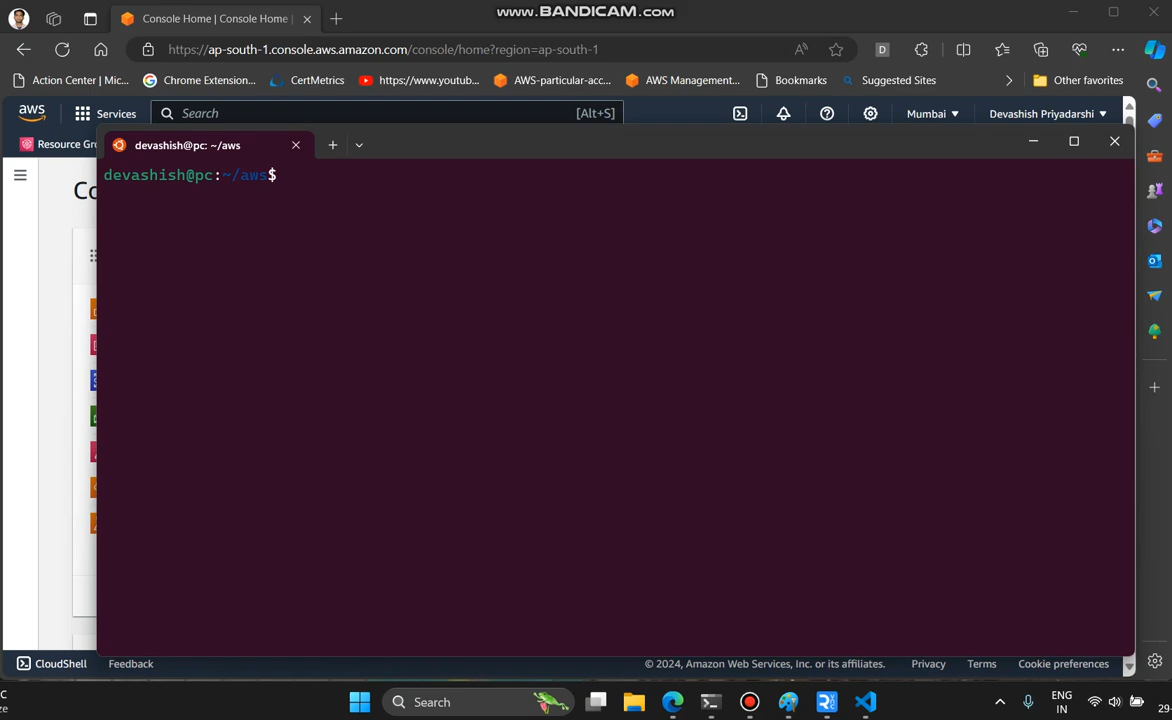 www.BANDICAM.com
Console Home | Console Home |
https://ap-south-1.console.aws.amazon.com/console/home?region=ap-south-1
Action Center | Mic... Chrome Extension... CertMetrics https://www.youtub... AWS-particular-acc... AWS Management... Bookmarks Suggested Sites Other favorites
aws Services Search [Alt+S] Mumbai Devashish Priyadarshi
Resource Gro
devashish@pc: ~/aws
devashish@pc:~/aws$
Co
CloudShell Feedback © 2024, Amazon Web Services, Inc. or its affiliates. Privacy Terms Cookie preferences
Search
ENG
IN